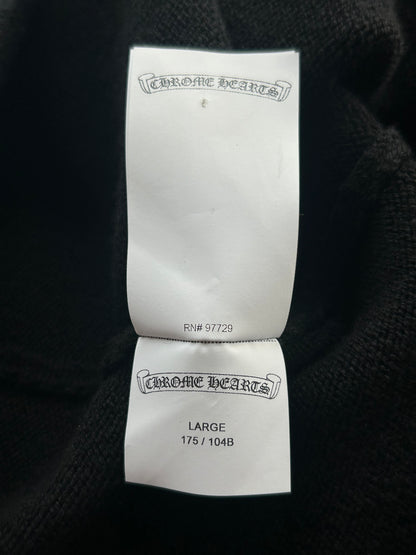 CHROME HEARTS
RN# 97729
CHROME HEARTS
LARGE
175 / 104B